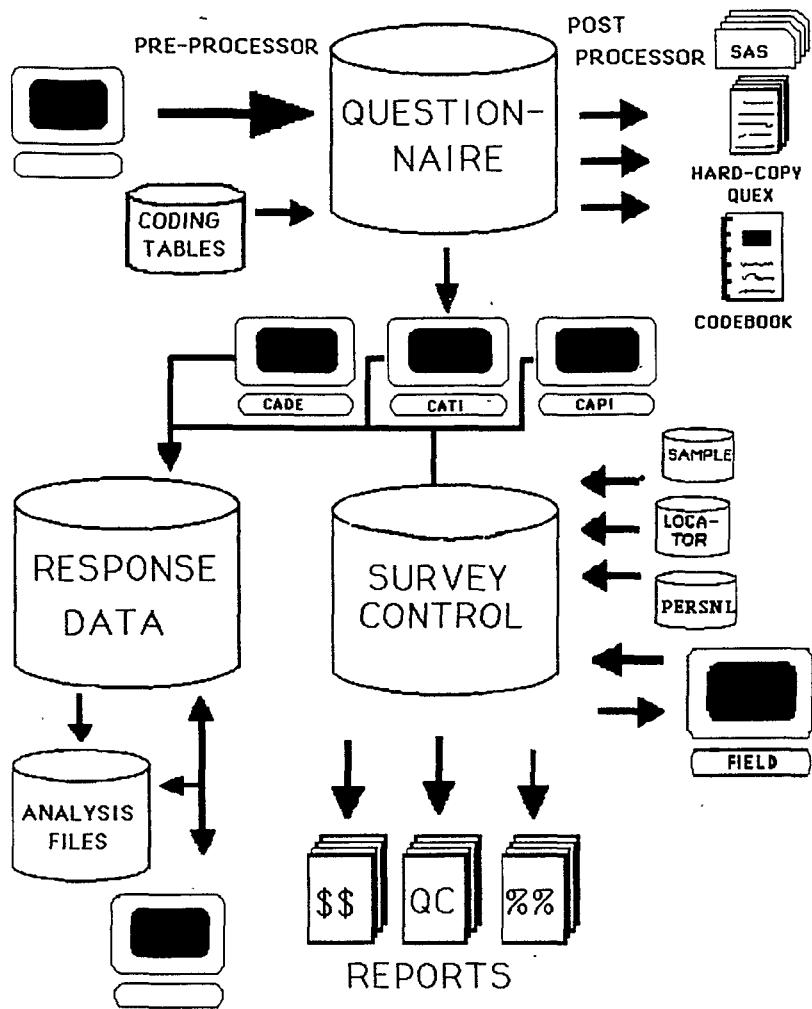 PRE-PROCESSOR
POST
PROCESSOR
SAS
QUESTION-
NAIRE
HARD-COPY
QUEX
CODING
TABLES
CODEBOOK
CADE
CATI
CAPI
SAMPLE
LOCA-
TOR
PERSNL
RESPONSE
DATA
SURVEY
CONTROL
FIELD
ANALYSIS
FILES
$$
QC
%%
REPORTS